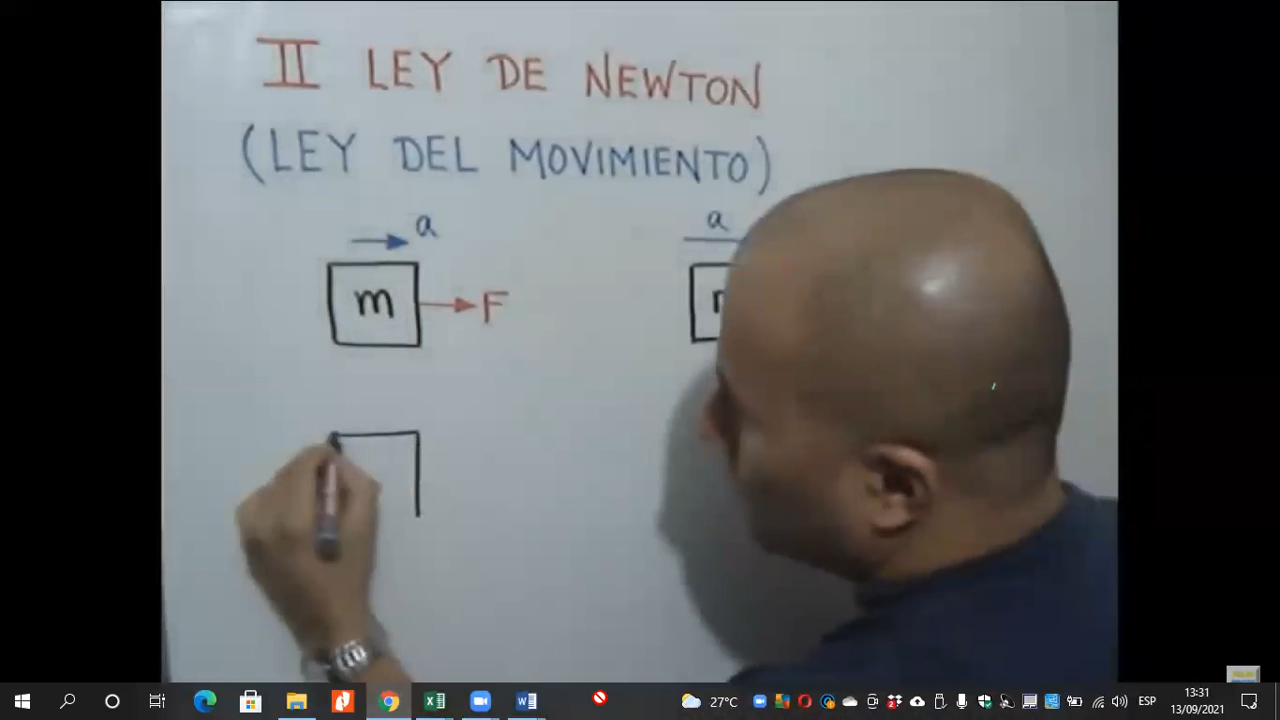 II LEY DE NEWTON
(LEY DEL MOVIMIENTO)
a
a
m
F
27°C
ESP
13:31
13/09/2021